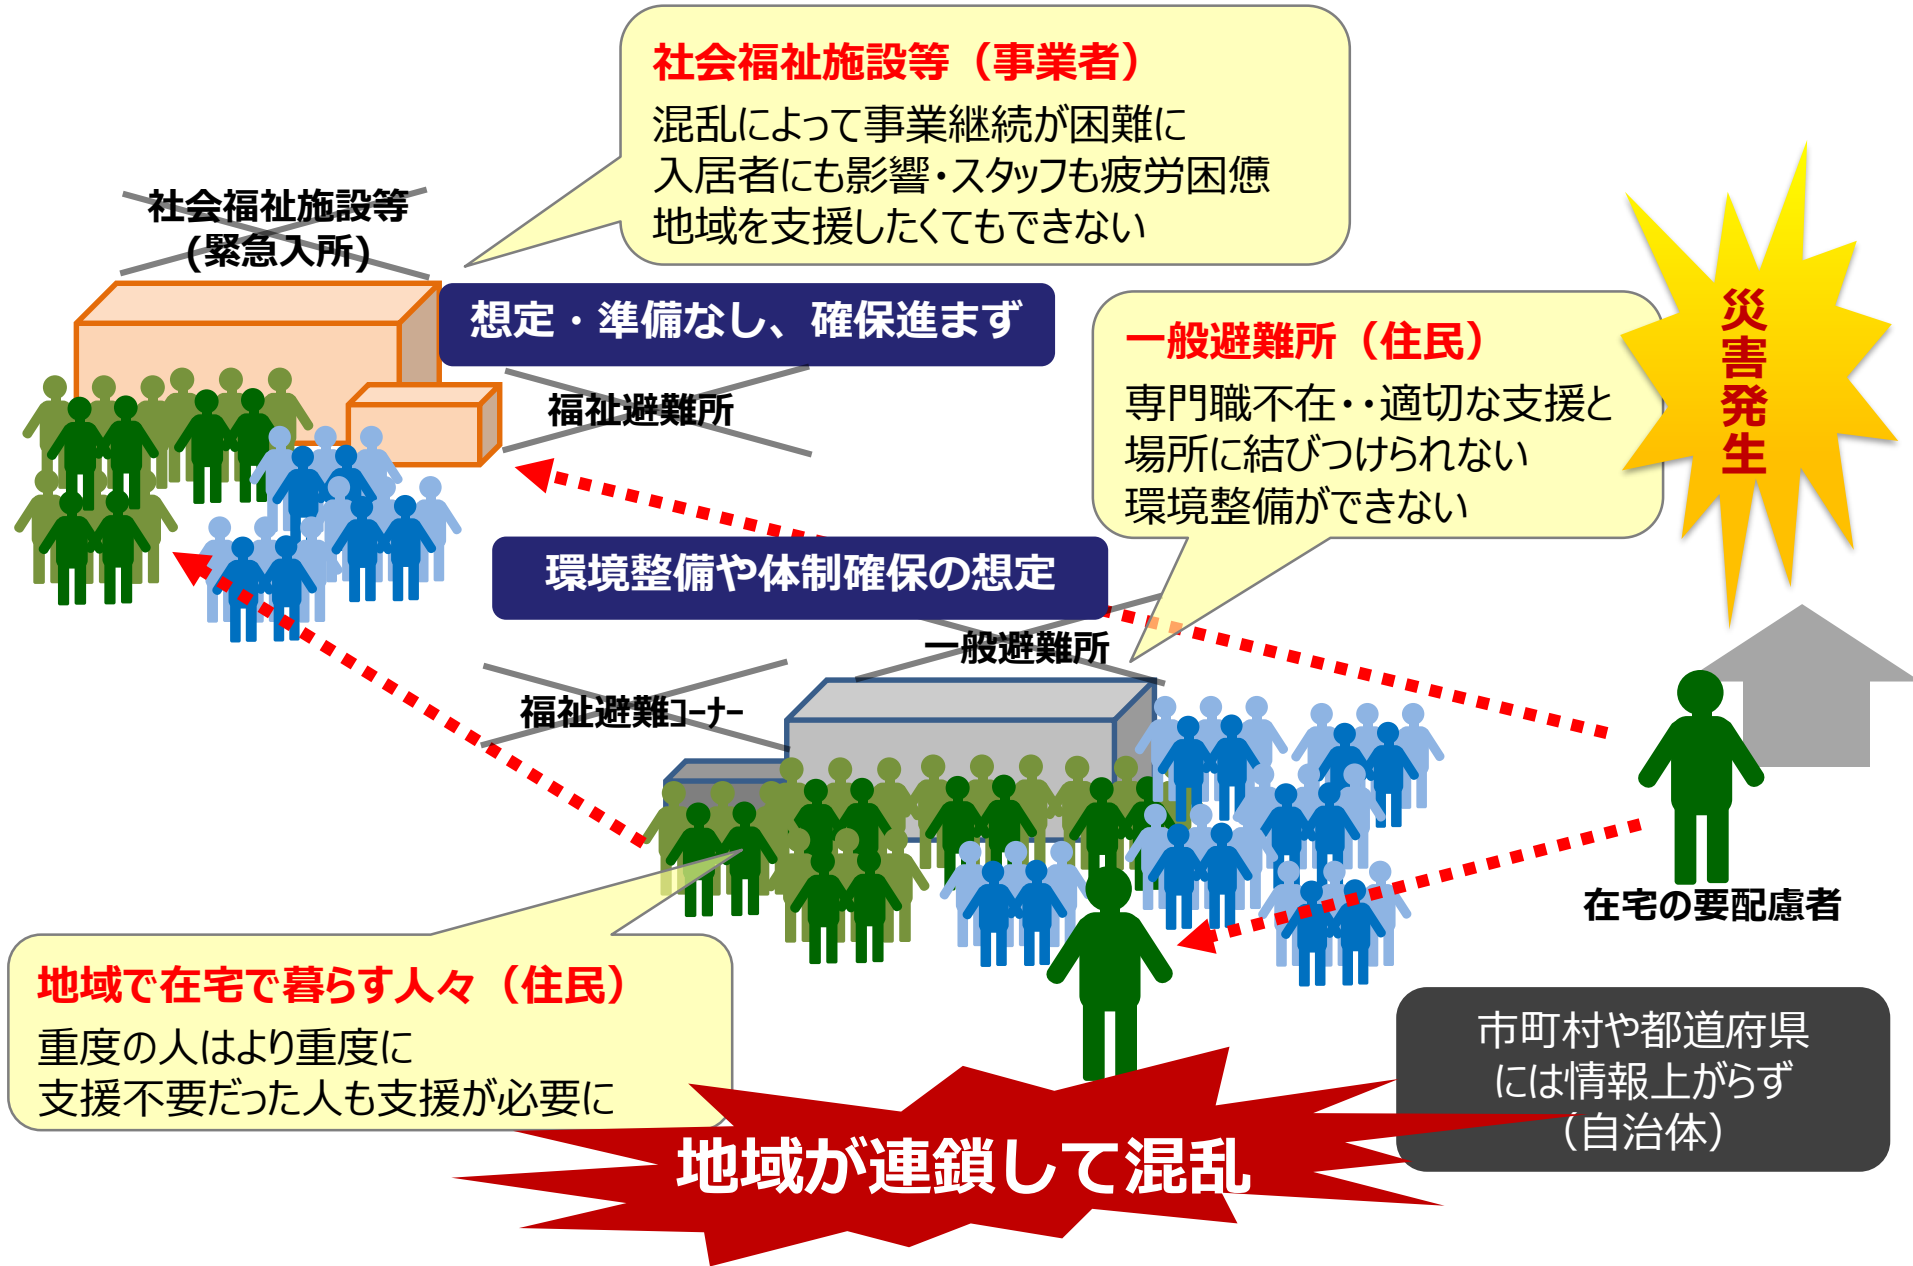 社会福祉施設等（事業者）
混乱によって事業継続が困難に
入居者にも影響・スタッフも疲労困憊
地域を支援したくてもできない
社会福祉施設等
(緊急入所)
想定・準備なし、確保進まず
福祉避難所
一般避難所（住民）
専門職不在・・適切な支援と
場所に結びつけられない
環境整備ができない
災害発生
環境整備や体制確保の想定
一般避難所
福祉避難ｺｰﾅｰ
在宅の要配慮者
地域で在宅で暮らす人々（住民）
重度の人はより重度に
支援不要だった人も支援が必要に
市町村や都道府県
には情報上がらず
（自治体）
地域が連鎖して混乱